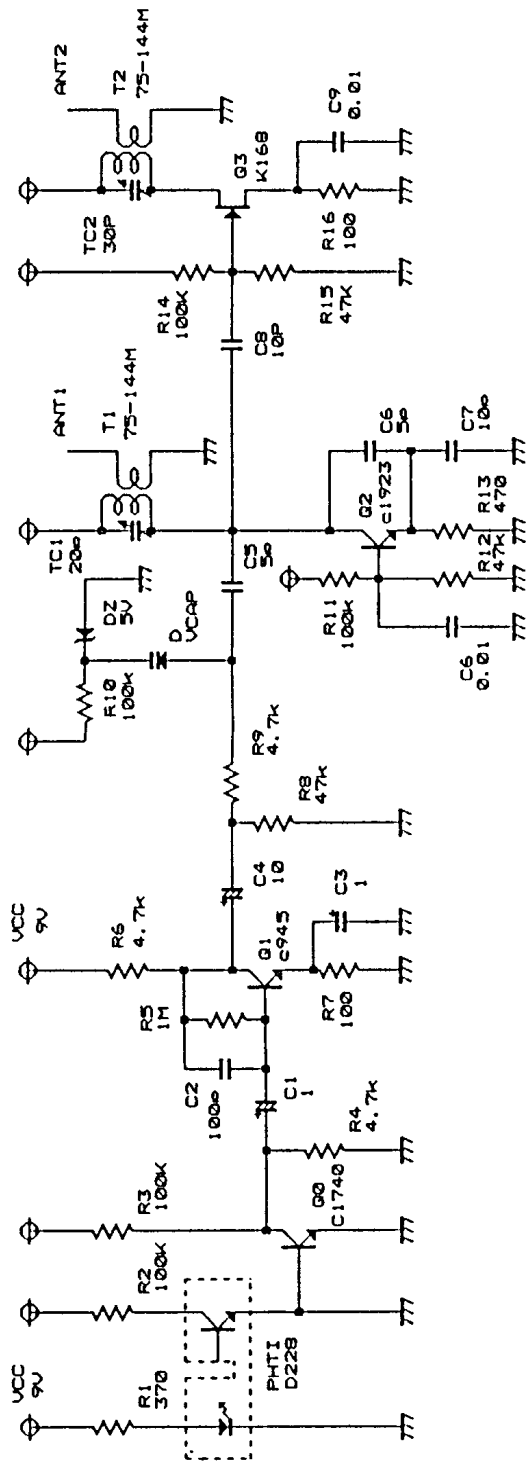 VCC
9V
R1
370
PHTI
D228
R2
100K
R3
100K
Q0
C1740
R4
4.7K
C1
1
C2
100p
R5
1M
VCC
9V
R6
4.7K
Q1
c945
R7
100
C3
1
C4
10
R8
47K
R9
4.7K
R10
100K
DZ
5V
D
VCAP
C5
5p
TC1
20p
ANT1
T1
75-144M
R11
100K
C6
0.01
Q2
c1923
R12
47K
R13
470
C6
5p
C7
10p
C8
10P
R14
100K
R15
47K
TC2
30P
ANT2
T2
75-144M
Q3
K168
R16
100
C9
0.01